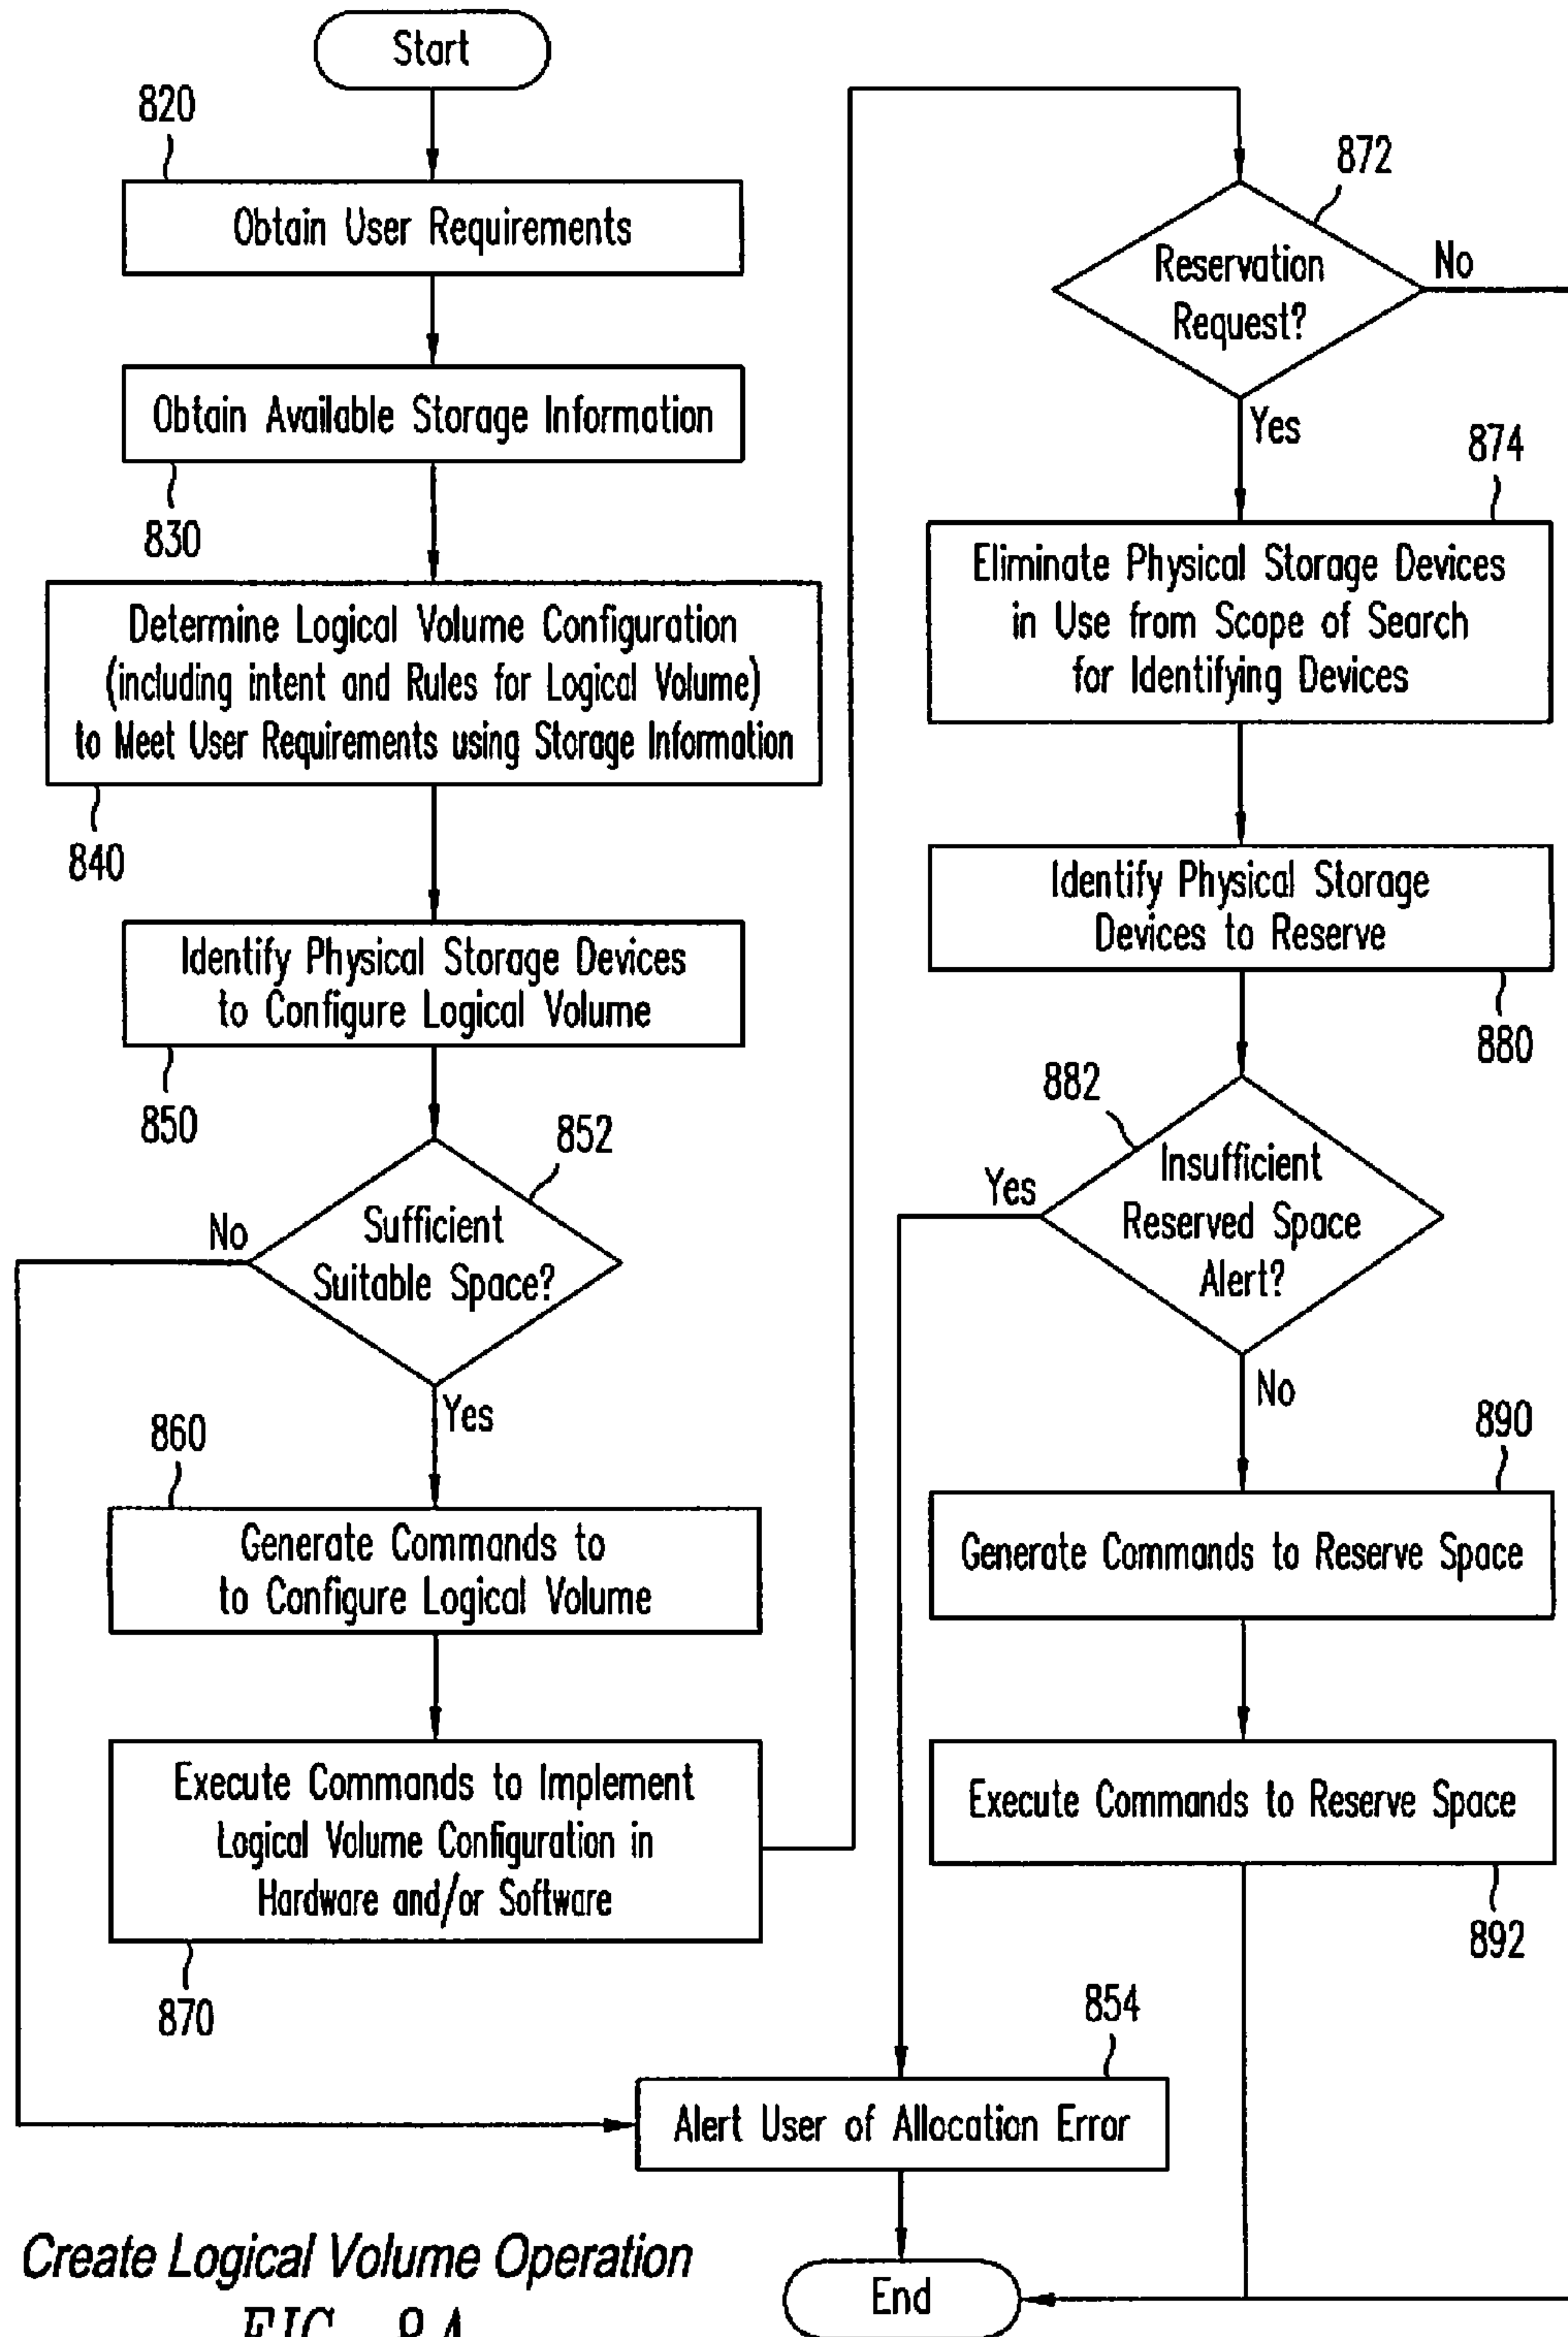 Start
820
Obtain User Requirements
Obtain Available Storage Information
830
Determine Logical Volume Configuration
(including intent and Rules for Logical Volume)
to Meet User Requirements using Storage Information
840
Identify Physical Storage Devices
to Configure Logical Volume
850
852
Sufficient
Suitable Space?
No
Yes
860
Generate Commands to
to Configure Logical Volume
Execute Commands to Implement
Logical Volume Configuration in
Hardware and/or Software
870
872
Reservation
Request?
No
Yes
874
Eliminate Physical Storage Devices
in Use from Scope of Search
for Identifying Devices
Identify Physical Storage
Devices to Reserve
880
882
Insufficient
Reserved Space
Alert?
Yes
No
890
Generate Commands to Reserve Space
Execute Commands to Reserve Space
892
854
Alert User of Allocation Error
End
Create Logical Volume Operation
FIG. 8A